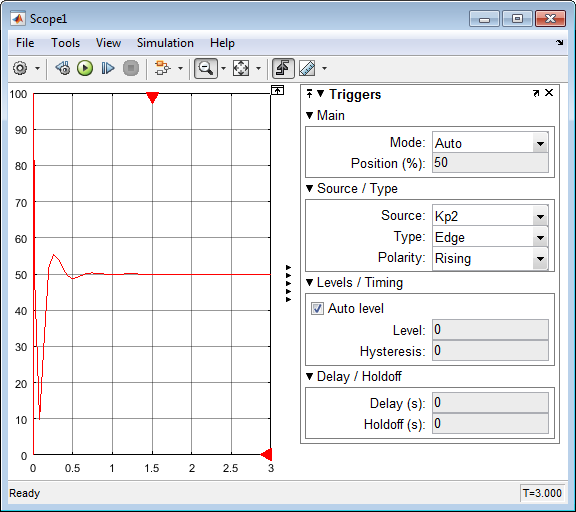 Scope1
File Tools View Simulation Help
100
90
80
70
60
50
40
30
20
10
0
0 0.5 1 1.5 2 2.5 3
Triggers
Main
Mode: Auto
Position (%): 50
Source / Type
Source: Kp2
Type: Edge
Polarity: Rising
Levels / Timing
Auto level
Level: 0
Hysteresis: 0
Delay / Holdoff
Delay (s): 0
Holdoff (s): 0
Ready T=3.000